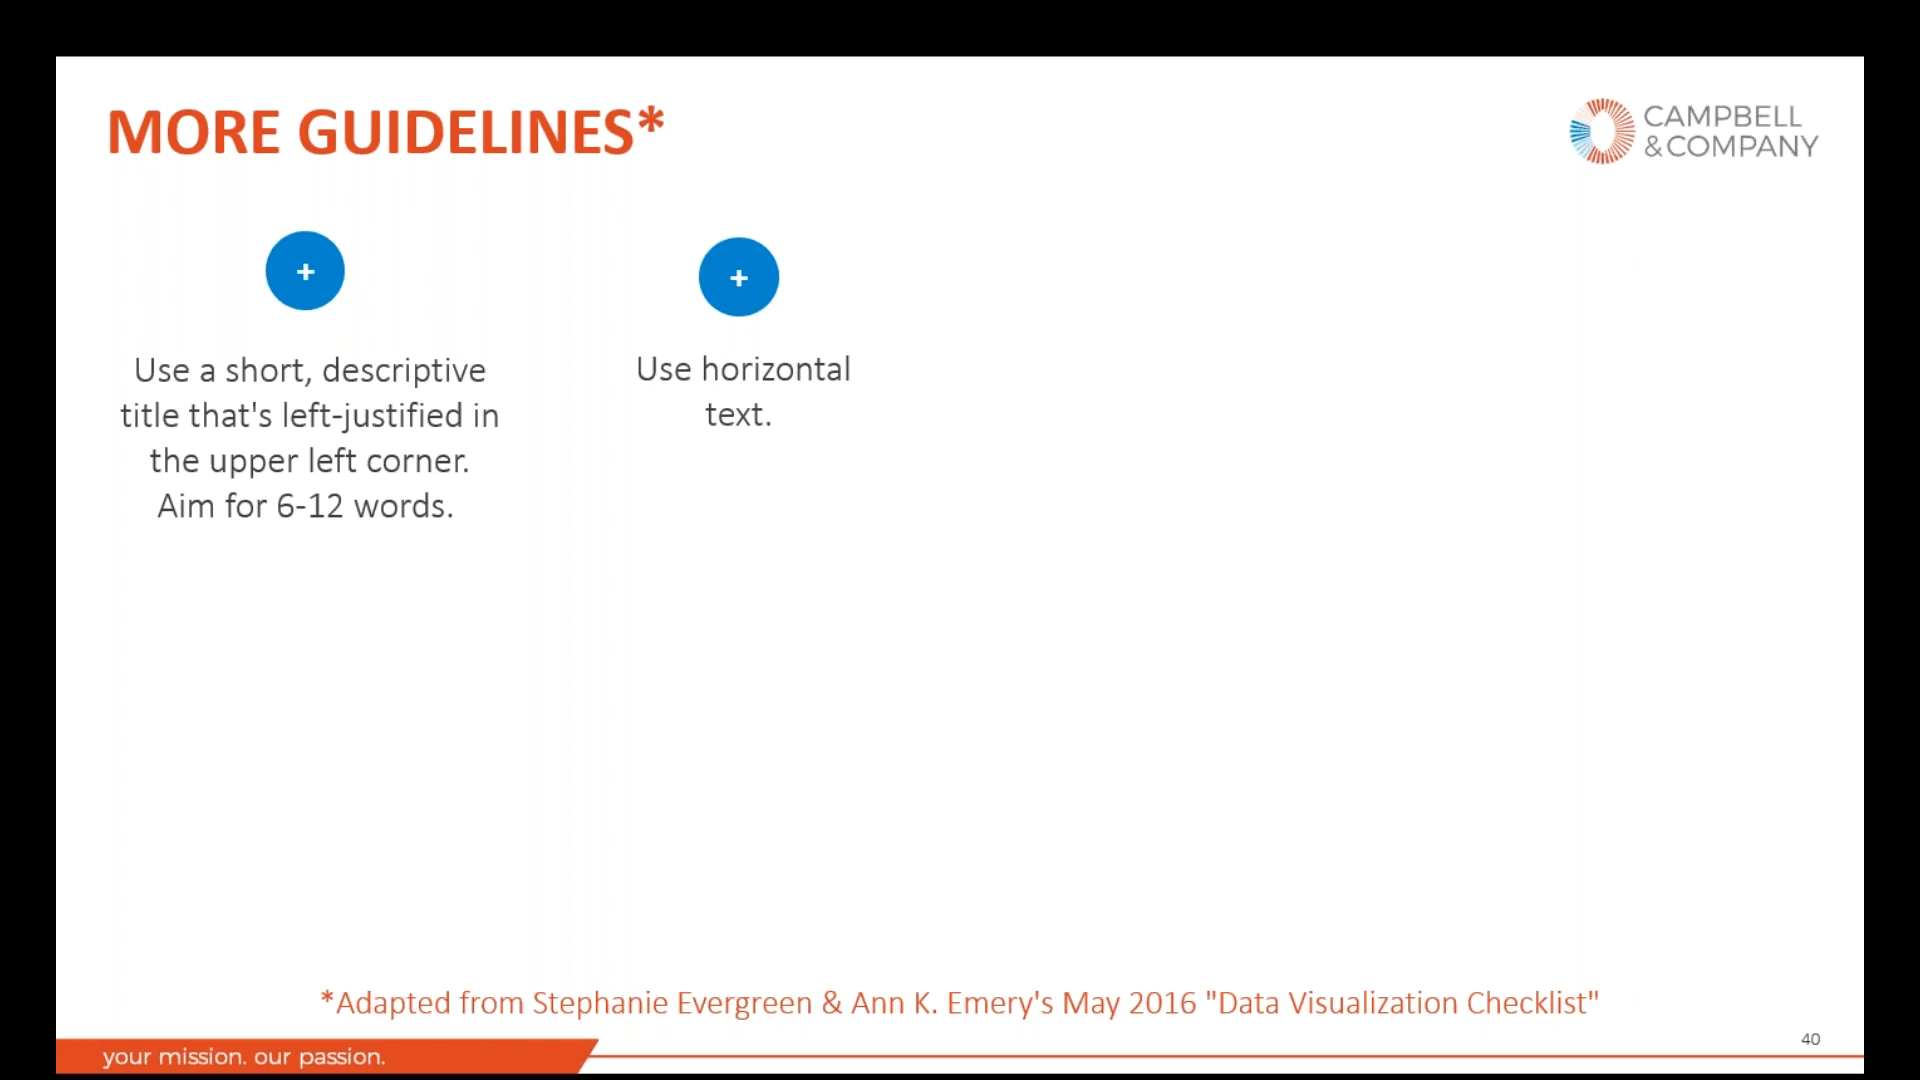 MORE GUIDELINES*
CAMPBELL
& COMPANY
+
+
Use a short, descriptive
title that's left-justified in
the upper left corner.
Aim for 6-12 words.
Use horizontal
text.
*Adapted from Stephanie Evergreen & Ann K. Emery's May 2016 "Data Visualization Checklist"
40
your mission. our passion.